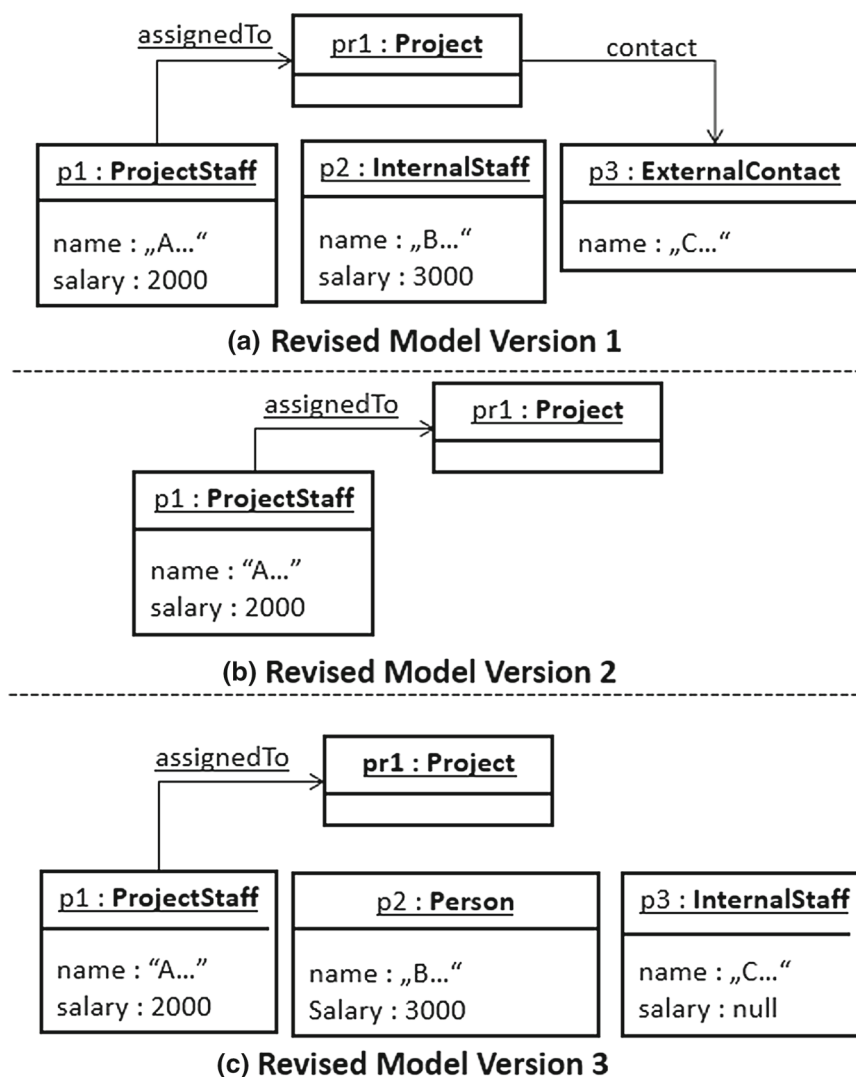 assignedTo
pr1 : Project
contact
p1 : ProjectStaff
name : „A...“
salary : 2000
p2 : InternalStaff
name : „B...“
salary : 3000
p3 : ExternalContact
name : „C...“
(a) Revised Model Version 1
assignedTo
pr1 : Project
p1 : ProjectStaff
name : “A...”
salary : 2000
(b) Revised Model Version 2
assignedTo
pr1 : Project
p1 : ProjectStaff
name : “A...”
salary : 2000
p2 : Person
name : „B...“
Salary : 3000
p3 : InternalStaff
name : „C...“
salary : null
(c) Revised Model Version 3